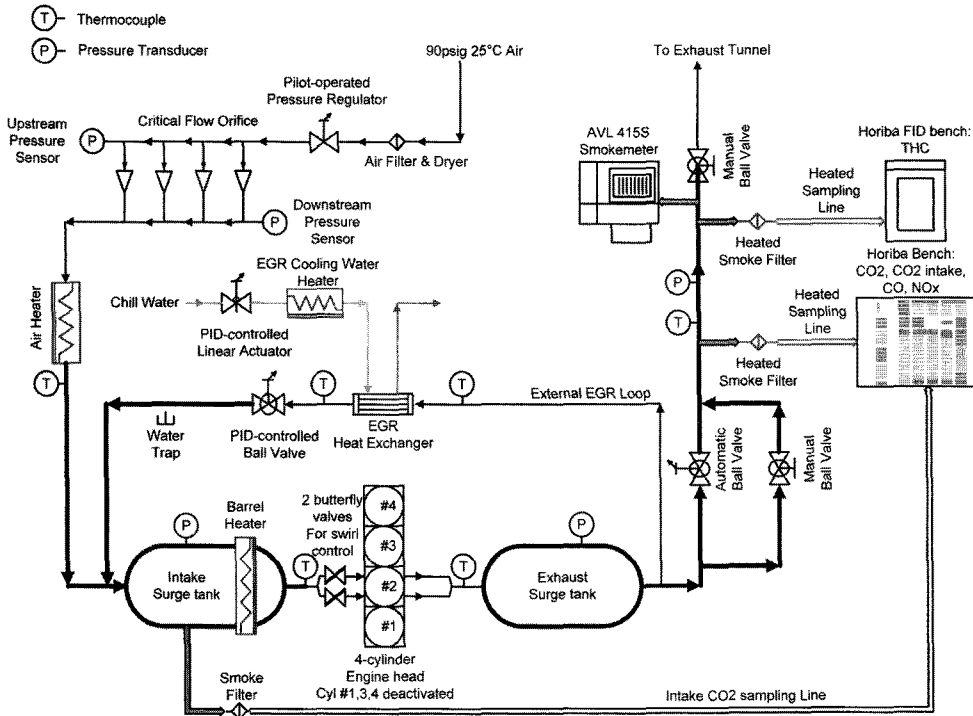 T
Thermocouple
P
Pressure Transducer
90psig 25°C Air
To Exhaust Tunnel
Pilot-operated
Pressure Regulator
Upstream
Pressure
Sensor
P
Critical Flow Orifice
Air Filter & Dryer
AVL 415S
Smokemeter
Manual
Ball Valve
Horiba FID bench:
THC
Heated
Sampling
Line
Heated
Smoke Filter
P
Downstream
Pressure
Sensor
EGR Cooling Water
Heater
Horiba Bench:
CO2, CO2 intake,
CO, NOx
Chill Water
P
Heated
Sampling
Line
Air Heater
PID-controlled
Linear Actuator
T
Heated
Smoke Filter
T
T
T
External EGR Loop
Water
Trap
PID-controlled
Ball Valve
EGR
Heat Exchanger
Automatic
Ball Valve
Manual
Ball Valve
Barrel
Heater
2 butterfly
valves
For swirl
control
#4
#3
#2
#1
P
T
T
P
Intake
Surge tank
Exhaust
Surge tank
4-cylinder
Engine head
Cyl #1,3,4 deactivated
Smoke
Filter
Intake CO2 sampling Line